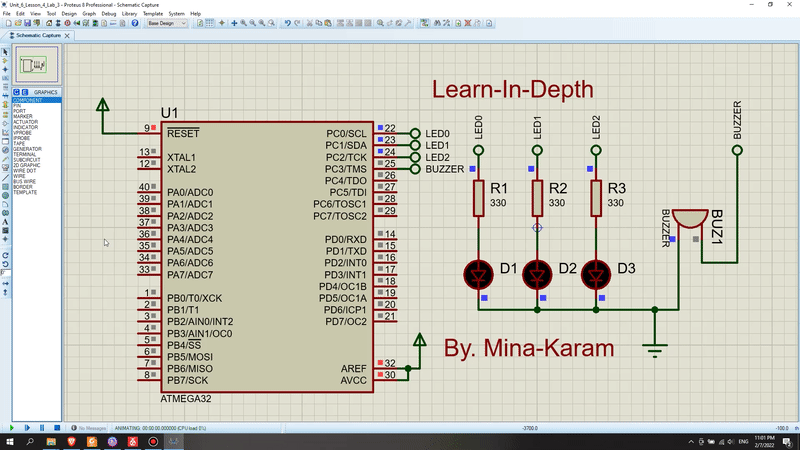 Unit_6_Lesson_4_Lab_3 - Proteus 8 Professional - Schematic Capture
File Edit View Tool Design Graph Debug Library Template System Help
Base Design
Schematic Capture
GRAPHICS
COMPONENT
PIN
PORT
MARKER
ACTUATOR
INDICATOR
VPROBE
IPROBE
TAPE
GENERATOR
TERMINAL
SUBCIRCUIT
2D GRAPHIC
WIRE DOT
WIRE
BUS WIRE
BORDER
TEMPLATE
Learn-In-Depth
U1
9 RESET
13 XTAL1
12 XTAL2
40 PA0/ADC0
39 PA1/ADC1
38 PA2/ADC2
37 PA3/ADC3
36 PA4/ADC4
35 PA5/ADC5
34 PA6/ADC6
33 PA7/ADC7
1 PB0/T0/XCK
2 PB1/T1
3 PB2/AIN0/INT2
4 PB3/AIN1/OC0
5 PB4/SS
6 PB5/MOSI
7 PB6/MISO
8 PB7/SCK
PC0/SCL 22 LED0
PC1/SDA 23 LED1
PC2/TCK 24 LED2
PC3/TMS 25 BUZZER
PC4/TDO 26
PC5/TDI 27
PC6/TOSC1 28
PC7/TOSC2 29
PD0/RXD 14
PD1/TXD 15
PD2/INT0 16
PD3/INT1 17
PD4/OC1B 18
PD5/OC1A 19
PD6/ICP1 20
PD7/OC2 21
AREF 32
AVCC 30
ATMEGA32
LED0
LED1
LED2
BUZZER
R1
330
R2
330
R3
330
BUZZER
BUZ1
D1
D2
D3
By. Mina-Karam
No Messages
ANIMATING: 00:00:00.000000 (CPU load 0%)
-3700.0
-100.0
th
ENG
11:01 PM
2/7/2022